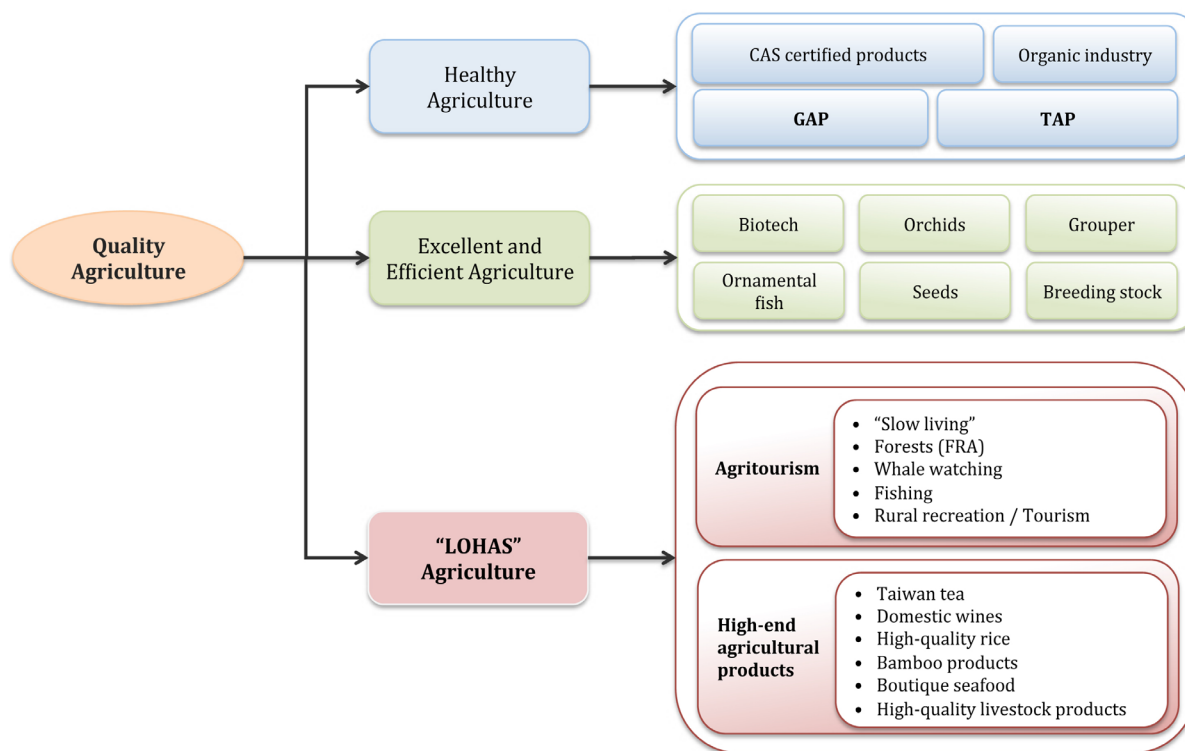 Healthy
Agriculture
CAS certified products
Organic industry
GAP
TAP
Quality
Agriculture
Excellent and
Efficient Agriculture
Biotech
Orchids
Grouper
Ornamental
fish
Seeds
Breeding stock
“LOHAS”
Agriculture
Agritourism
• “Slow living”
• Forests (FRA)
• Whale watching
• Fishing
• Rural recreation / Tourism
High-end
agricultural
products
• Taiwan tea
• Domestic wines
• High-quality rice
• Bamboo products
• Boutique seafood
• High-quality livestock products